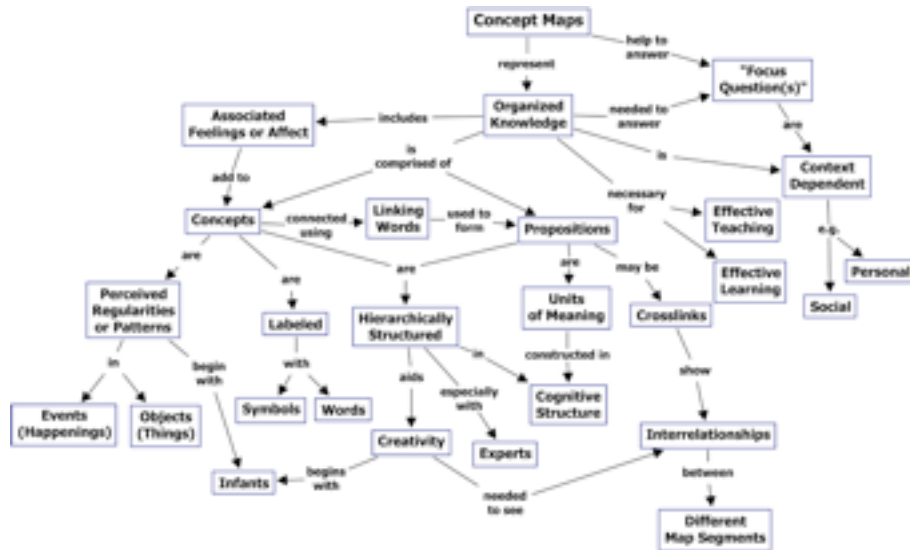 Concept Maps
help to
answer
represent
"Focus
Question(s)"
Associated
Feelings or Affect
includes
Organized
Knowledge
needed to
answer
are
is
comprised of
is
Context
Dependent
add to
necessary
for
Concepts
connected
using
Linking
Words
used to
form
Propositions
Effective
Teaching
e.g.
are
are
are
are
may be
Effective
Learning
Personal
Perceived
Regularities
or Patterns
Labeled
Hierarchically
Structured
Units
of Meaning
Crosslinks
Social
in
begin
with
with
aids
in
constructed in
show
especially
with
Events
(Happenings)
Objects
(Things)
Symbols
Words
Cognitive
Structure
Creativity
Experts
Interrelationships
Infants
begins
with
needed
to see
between
Different
Map Segments